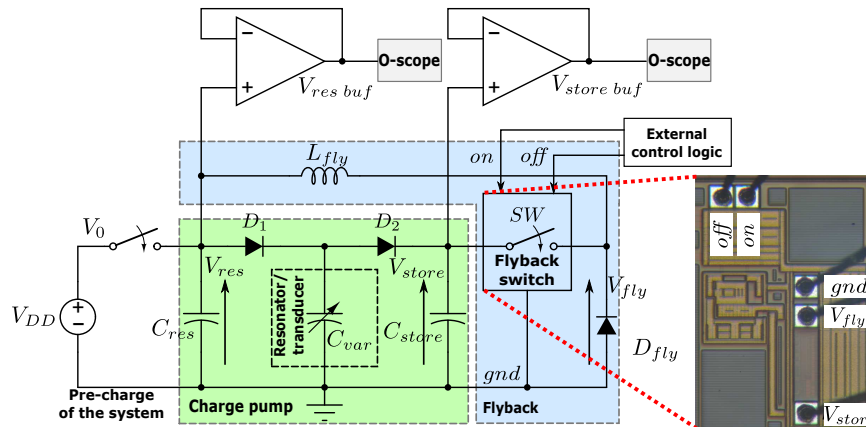 −
+
O-scope
V_res buf
−
+
O-scope
V_store buf
L_fly
on
off
External
control logic
V_0
D_1
D_2
SW
Flyback
switch
V_DD
+
−
V_res
V_store
V_fly
C_res
Resonator/
transducer
C_var
C_store
D_fly
gnd
Pre-charge
of the system
Charge pump
Flyback
off
on
gnd
V_fly
V_stor